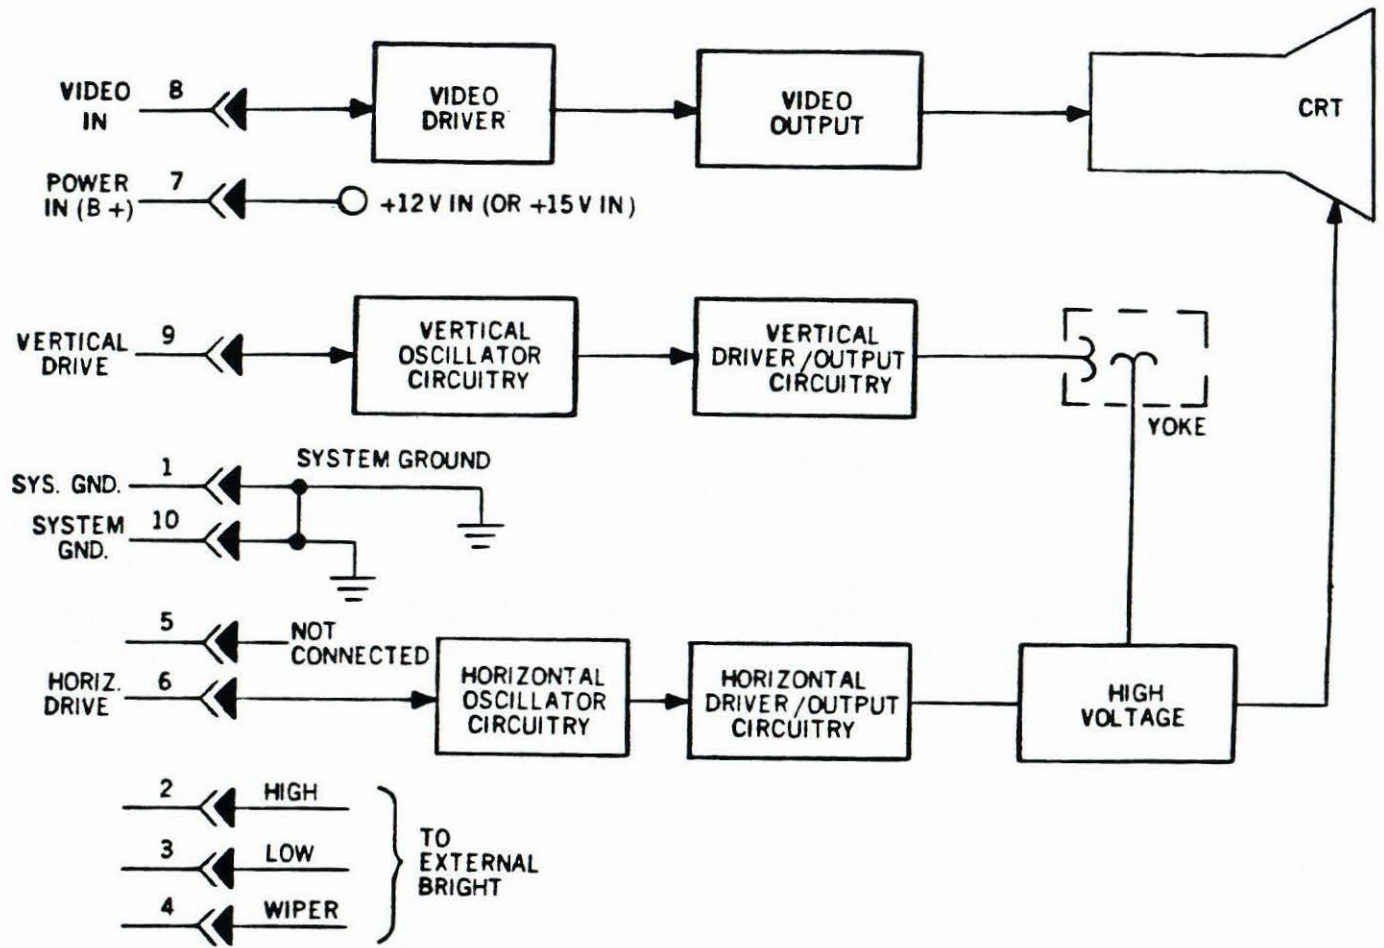 VIDEO IN
8
VIDEO DRIVER
VIDEO OUTPUT
CRT
POWER IN (B +)
7
+12V IN (OR +15V IN)
VERTICAL DRIVE
9
VERTICAL OSCILLATOR CIRCUITRY
VERTICAL DRIVER/OUTPUT CIRCUITRY
YOKE
SYS. GND.
1
SYSTEM GROUND
SYSTEM GND.
10
5
NOT CONNECTED
HORIZ. DRIVE
6
HORIZONTAL OSCILLATOR CIRCUITRY
HORIZONTAL DRIVER/OUTPUT CIRCUITRY
HIGH VOLTAGE
2
HIGH
3
LOW
4
WIPER
TO EXTERNAL BRIGHT